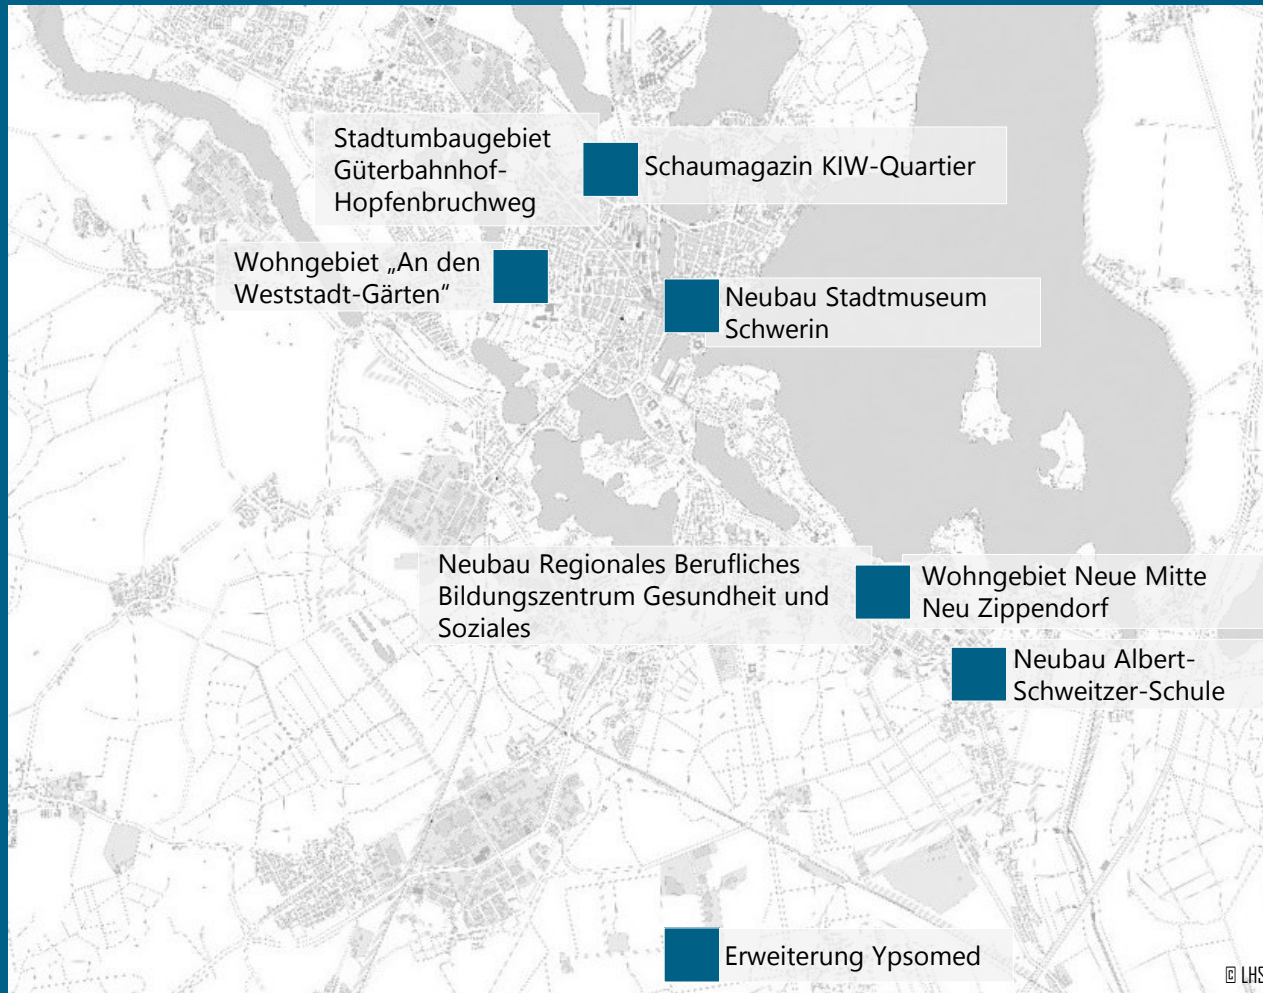 Stadtumbaugebiet
Güterbahnhof-
Hopfenbruchweg
Schaumagazin KIW-Quartier
Wohngebiet „An den
Weststadt-Gärten“
Neubau Stadtmuseum
Schwerin
Neubau Regionales Berufliches
Bildungszentrum Gesundheit und
Soziales
Wohngebiet Neue Mitte
Neu Zippendorf
Neubau Albert-
Schweitzer-Schule
Erweiterung Ypsomed
© LHS